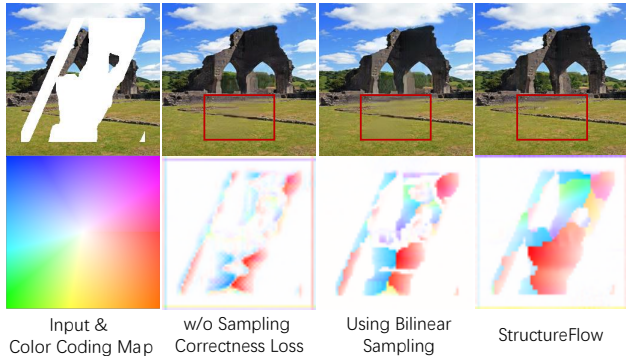 Input &
Color Coding Map
w/o Sampling
Correctness Loss
Using Bilinear
Sampling
StructureFlow